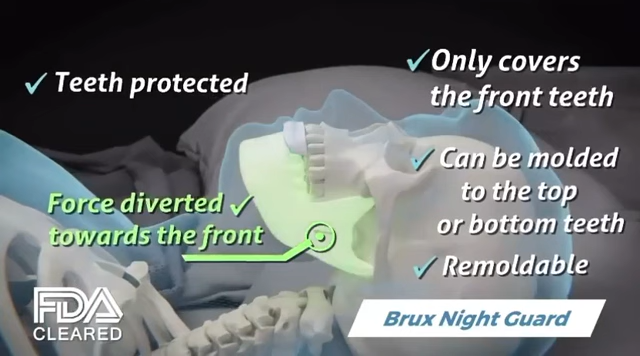 ✓ Teeth protected
✓ Only covers
the front teeth
✓ Can be molded
to the top
or bottom teeth
Force diverted ✓
towards the front
✓ Remoldable
FDA
CLEARED
Brux Night Guard